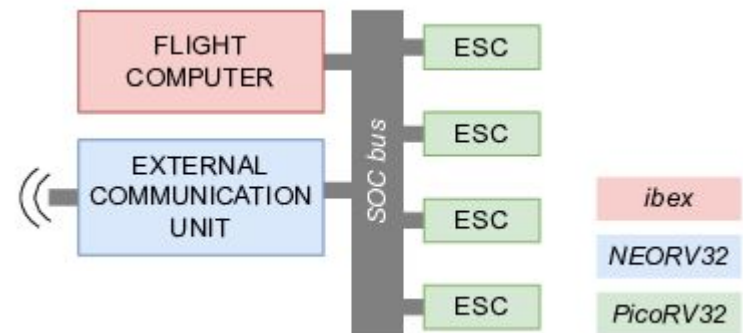 FLIGHT
COMPUTER
EXTERNAL
COMMUNICATION
UNIT
SOC bus
ESC
ESC
ESC
ESC
ibex
NEORV32
PicoRV32